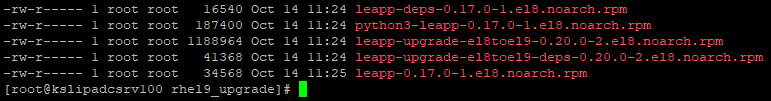 -rw-r----- 1 root root   16540 Oct 14 11:24 leapp-deps-0.17.0-1.el8.noarch.rpm
-rw-r----- 1 root root  187400 Oct 14 11:24 python3-leapp-0.17.0-1.el8.noarch.rpm
-rw-r----- 1 root root 1188964 Oct 14 11:24 leapp-upgrade-el8toel9-0.20.0-2.el8.noarch.rpm
-rw-r----- 1 root root   41368 Oct 14 11:24 leapp-upgrade-el8toel9-deps-0.20.0-2.el8.noarch.rpm
-rw-r----- 1 root root   34568 Oct 14 11:25 leapp-0.17.0-1.el8.noarch.rpm
[root@kslipadcsrv100 rhel9_upgrade]#